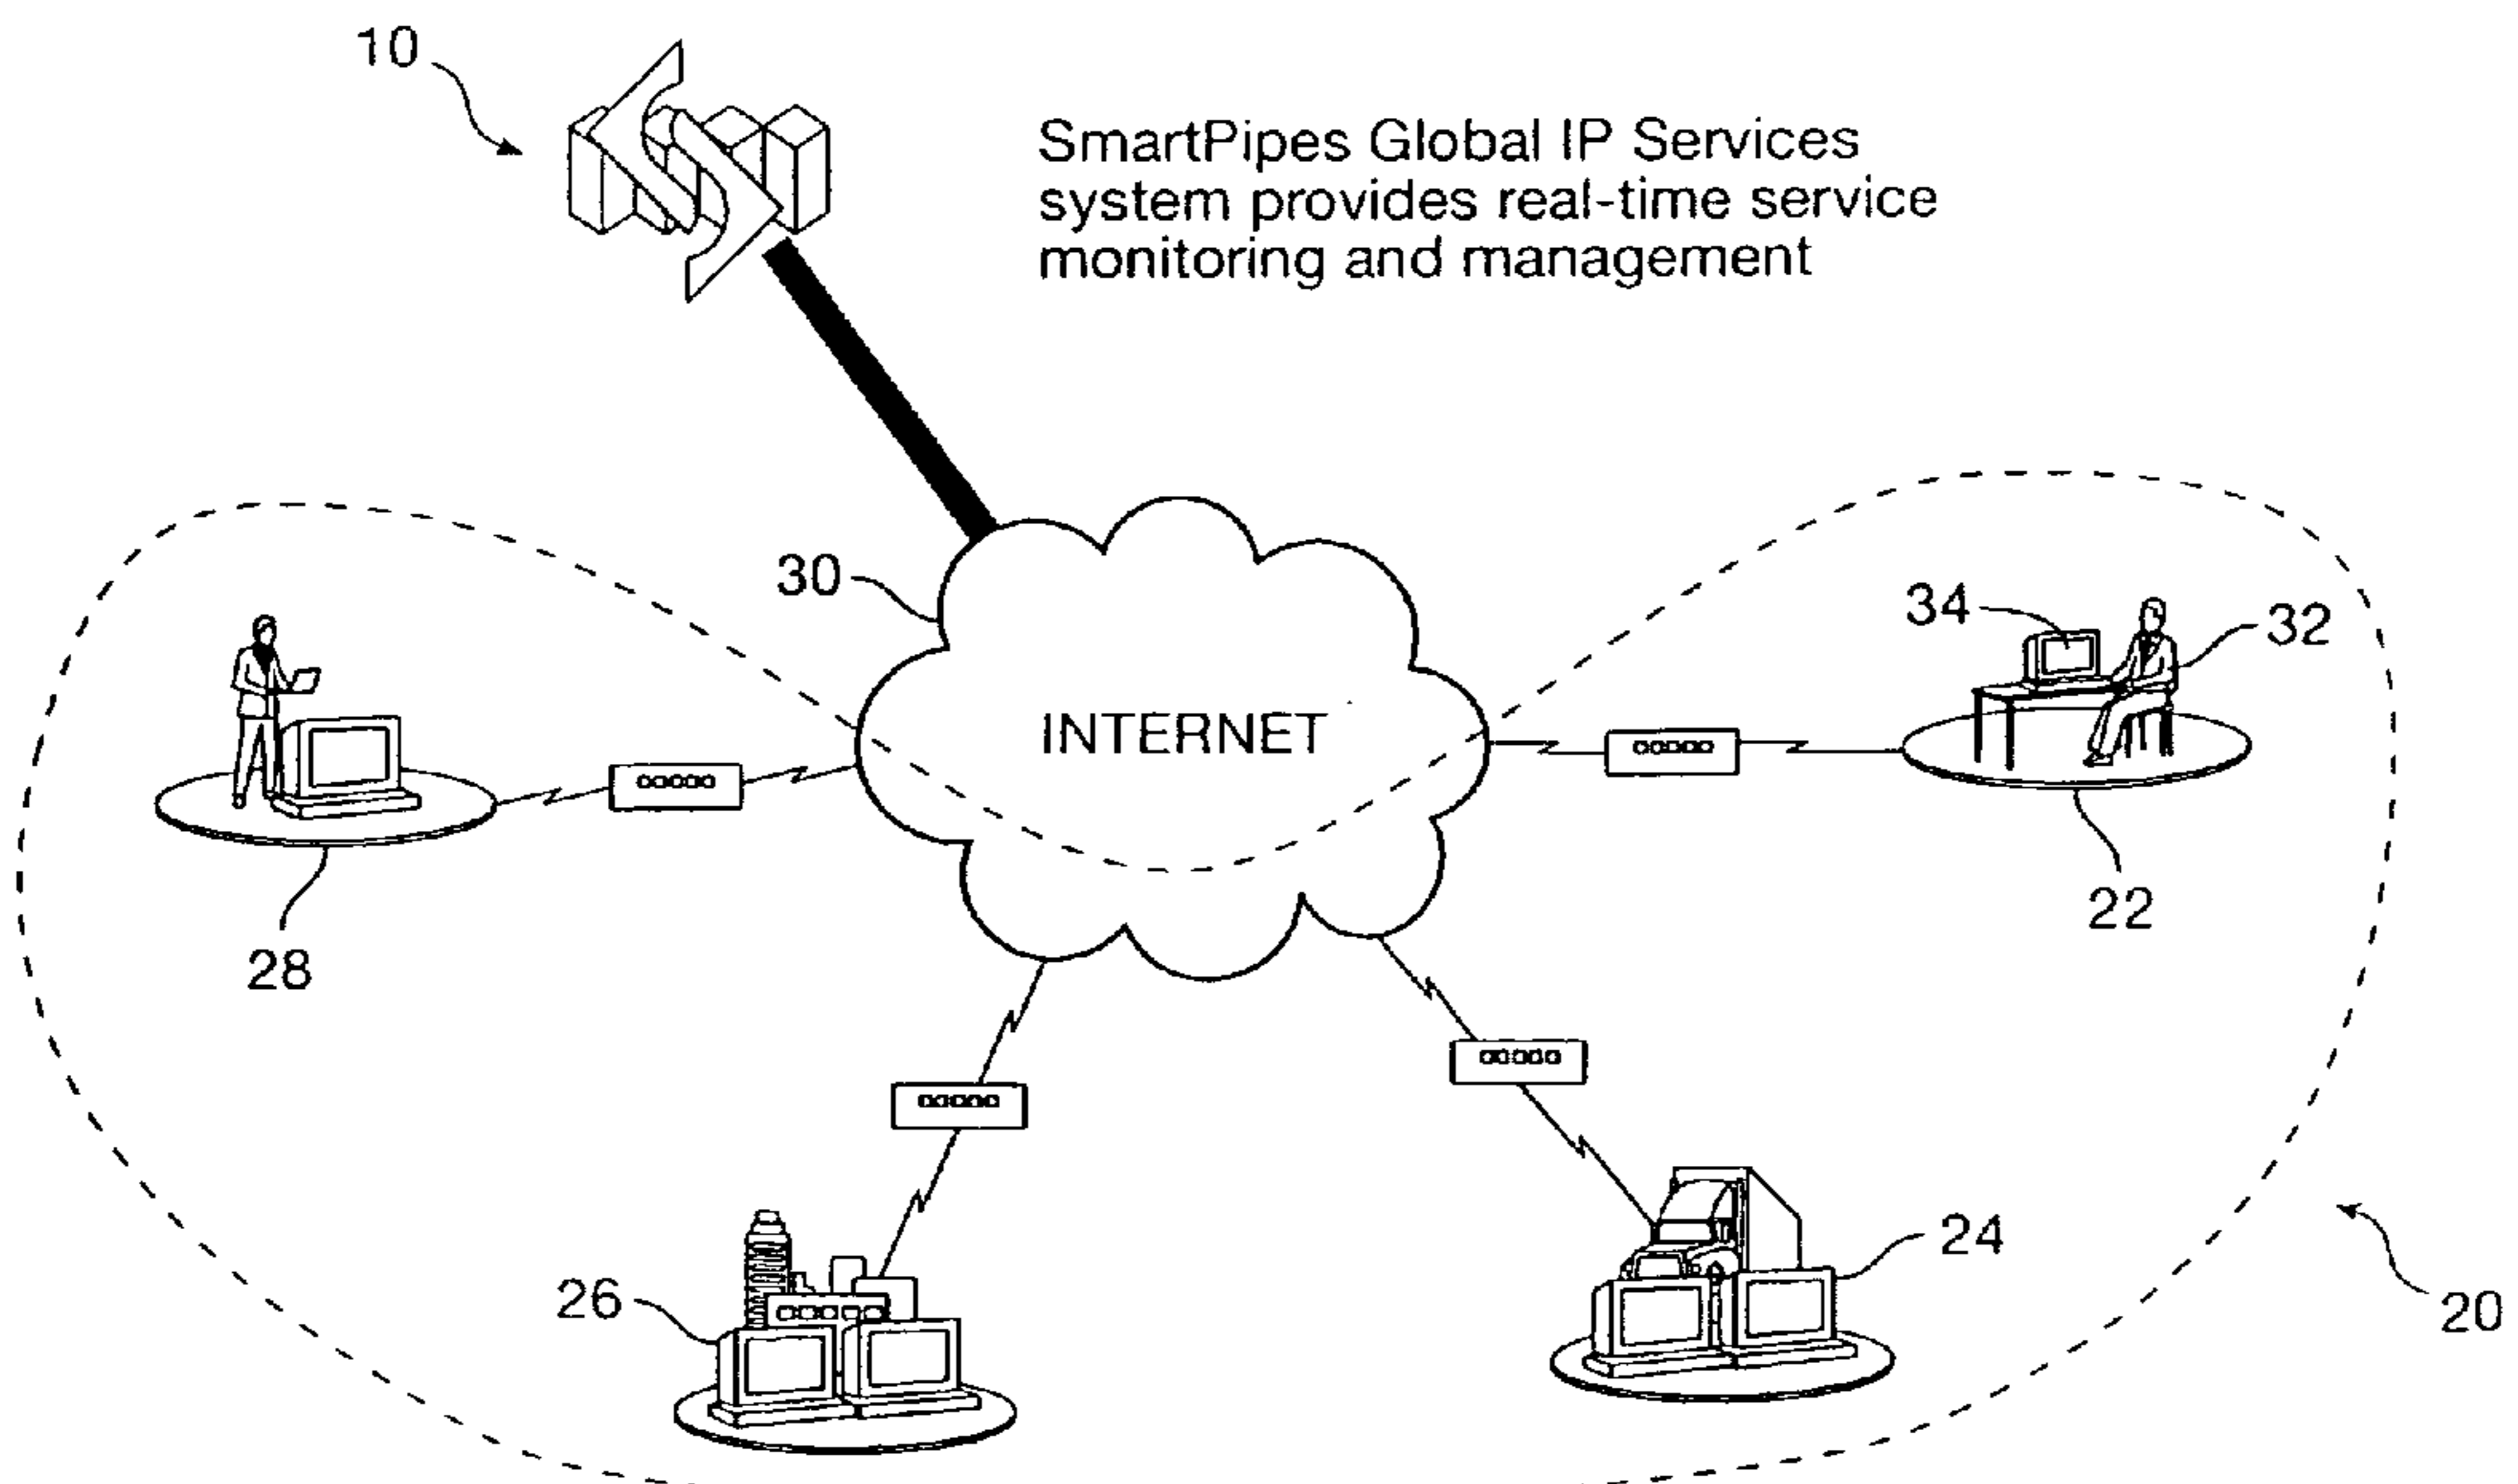 10
SmartPipes Global IP Services
system provides real-time service
monitoring and management
30
34
32
INTERNET
22
28
24
26
20